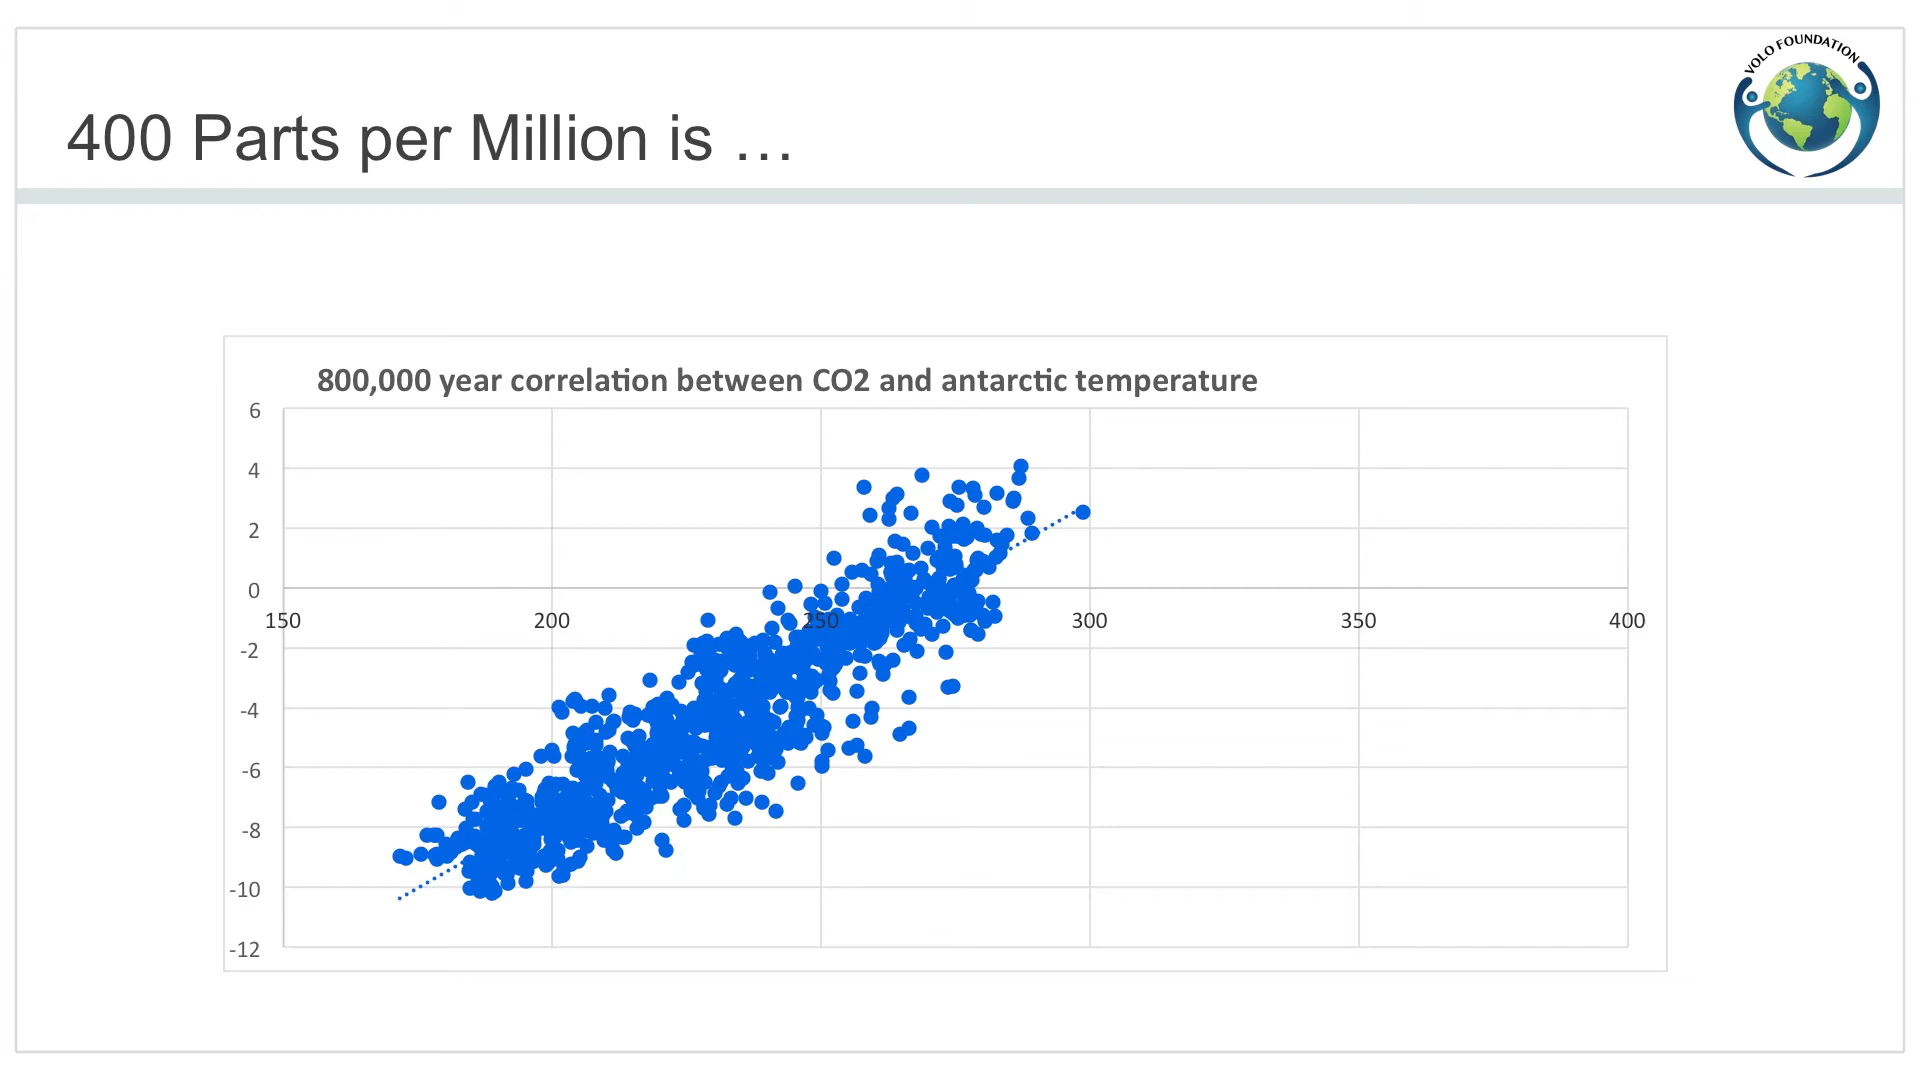 VOLO FOUNDATION
400 Parts per Million is …
800,000 year correlation between CO2 and antarctic temperature
6
4
2
0
150 200 250 300 350 400
-2
-4
-6
-8
-10
-12